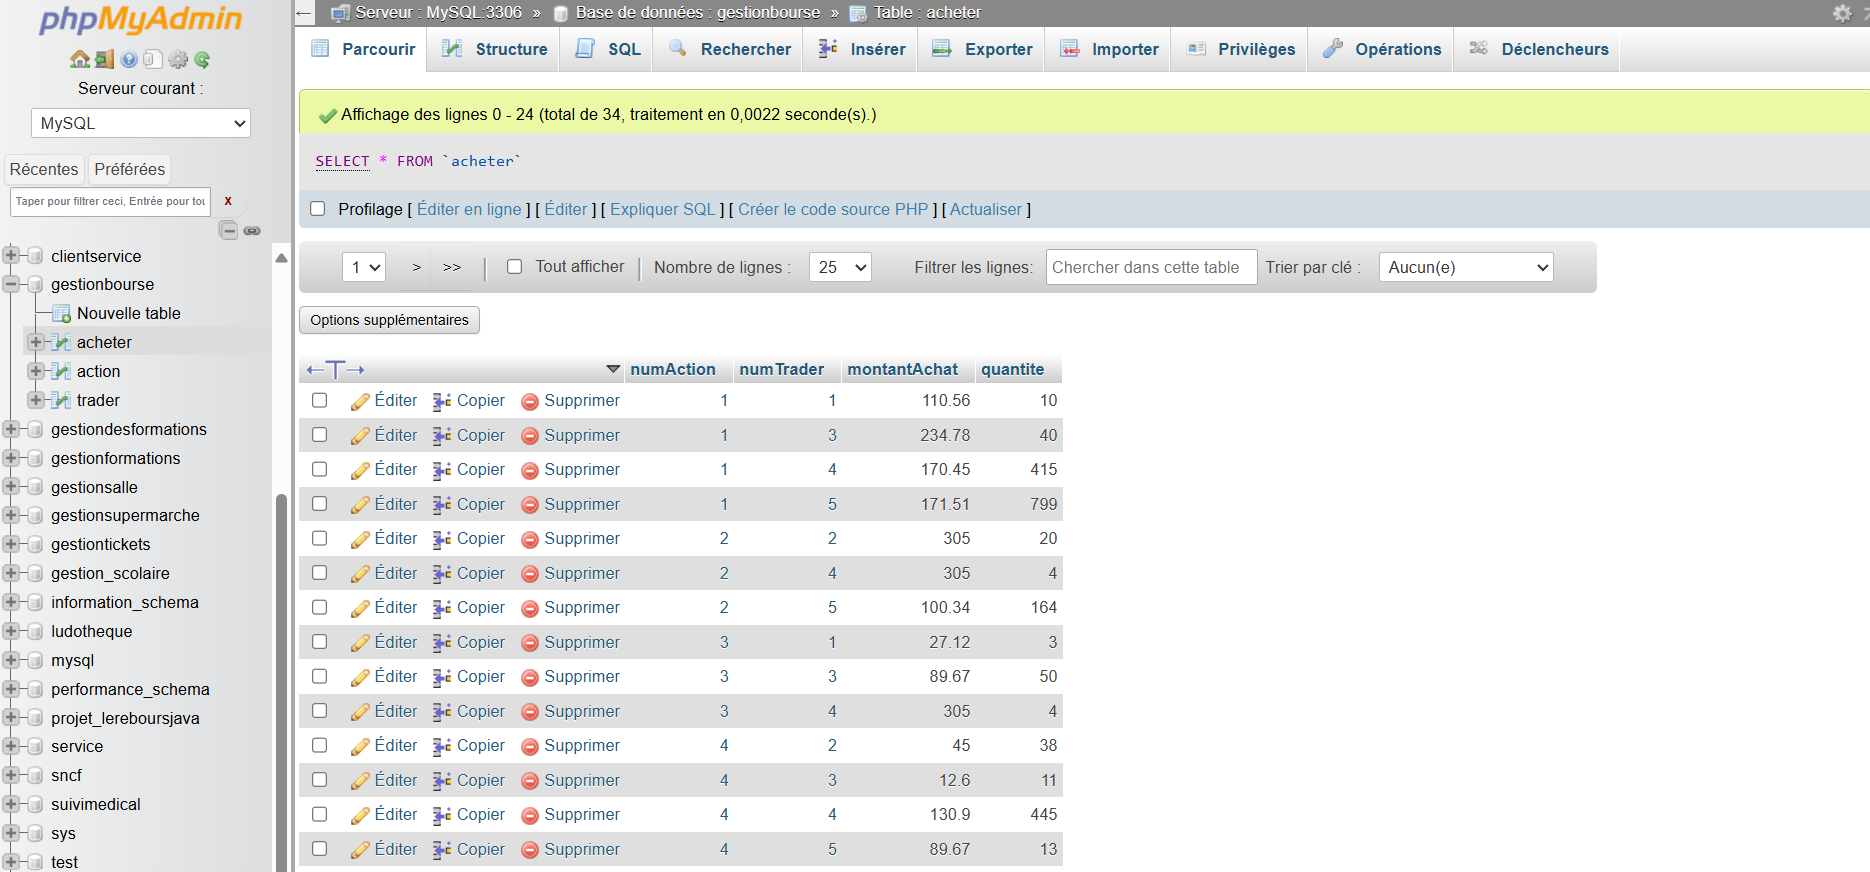 phpMyAdmin
Serveur courant :
MySQL
Récentes
Préférées
Taper pour filtrer ceci, Entrée pour tou
x
clientservice
gestionbourse
Nouvelle table
acheter
action
trader
gestiondesformations
gestionformations
gestionsalle
gestionsupermarche
gestiontickets
gestion_scolaire
information_schema
ludotheque
mysql
performance_schema
projet_lereboursjava
service
sncf
suivimedical
sys
test
Serveur : MySQL:3306 » Base de données : gestionbourse » Table : acheter
Parcourir Structure SQL Rechercher Insérer Exporter Importer Privilèges Opérations Déclencheurs
Affichage des lignes 0 - 24 (total de 34, traitement en 0,0022 seconde(s).)
SELECT * FROM `acheter`
Profilage [ Éditer en ligne ] [ Éditer ] [ Expliquer SQL ] [ Créer le code source PHP ] [ Actualiser ]
1 > >> | Tout afficher | Nombre de lignes : 25 Filtrer les lignes: Chercher dans cette table Trier par clé : Aucun(e)
Options supplémentaires
←T→ numAction numTrader montantAchat quantite
Éditer Copier Supprimer 1 1 110.56 10
Éditer Copier Supprimer 1 3 234.78 40
Éditer Copier Supprimer 1 4 170.45 415
Éditer Copier Supprimer 1 5 171.51 799
Éditer Copier Supprimer 2 2 305 20
Éditer Copier Supprimer 2 4 305 4
Éditer Copier Supprimer 2 5 100.34 164
Éditer Copier Supprimer 3 1 27.12 3
Éditer Copier Supprimer 3 3 89.67 50
Éditer Copier Supprimer 3 4 305 4
Éditer Copier Supprimer 4 2 45 38
Éditer Copier Supprimer 4 3 12.6 11
Éditer Copier Supprimer 4 4 130.9 445
Éditer Copier Supprimer 4 5 89.67 13